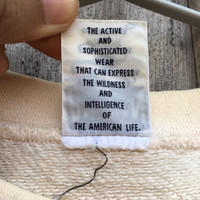 THE ACTIVE
AND
SOPHISTICATED
WEAR
THAT CAN EXPRESS
THE WILDNESS
AND
INTELLIGENCE
OF
THE AMERICAN LIFE.